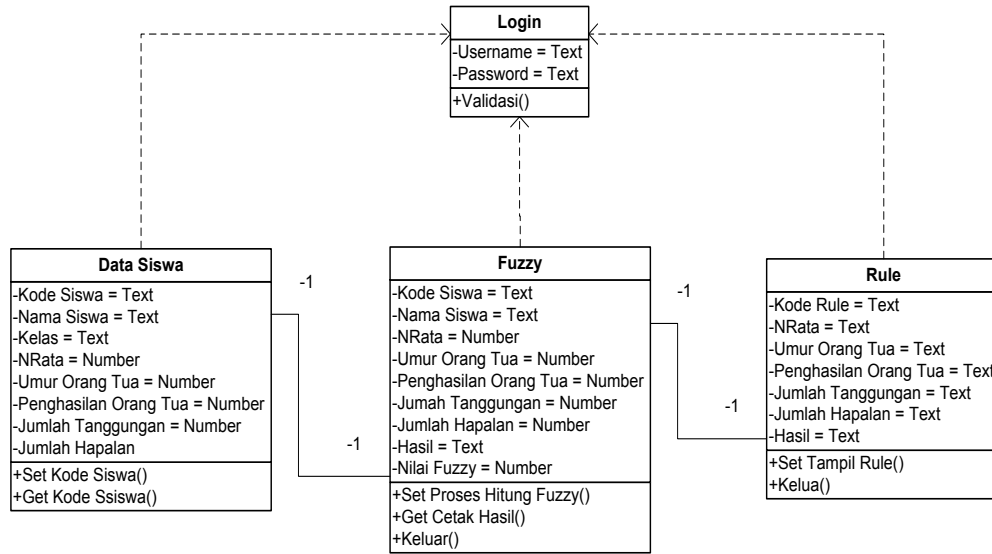 Login
-Username = Text
-Password = Text
+Validasi()
Data Siswa
-Kode Siswa = Text
-Nama Siswa = Text
-Kelas = Text
-NRata = Number
-Umur Orang Tua = Number
-Penghasilan Orang Tua = Number
-Jumlah Tanggungan = Number
-Jumlah Hapalan
+Set Kode Siswa()
+Get Kode Ssiswa()
-1
-1
Fuzzy
-Kode Siswa = Text
-Nama Siswa = Text
-NRata = Number
-Umur Orang Tua = Number
-Penghasilan Orang Tua = Number
-Jumah Tanggungan = Number
-Jumlah Hapalan = Number
-Hasil = Text
-Nilai Fuzzy = Number
+Set Proses Hitung Fuzzy()
+Get Cetak Hasil()
+Keluar()
-1
-1
Rule
-Kode Rule = Text
-NRata = Text
-Umur Orang Tua = Text
-Penghasilan Orang Tua = Text
-Jumlah Tanggungan = Text
-Jumlah Hapalan = Text
-Hasil = Text
+Set Tampil Rule()
+Kelua()